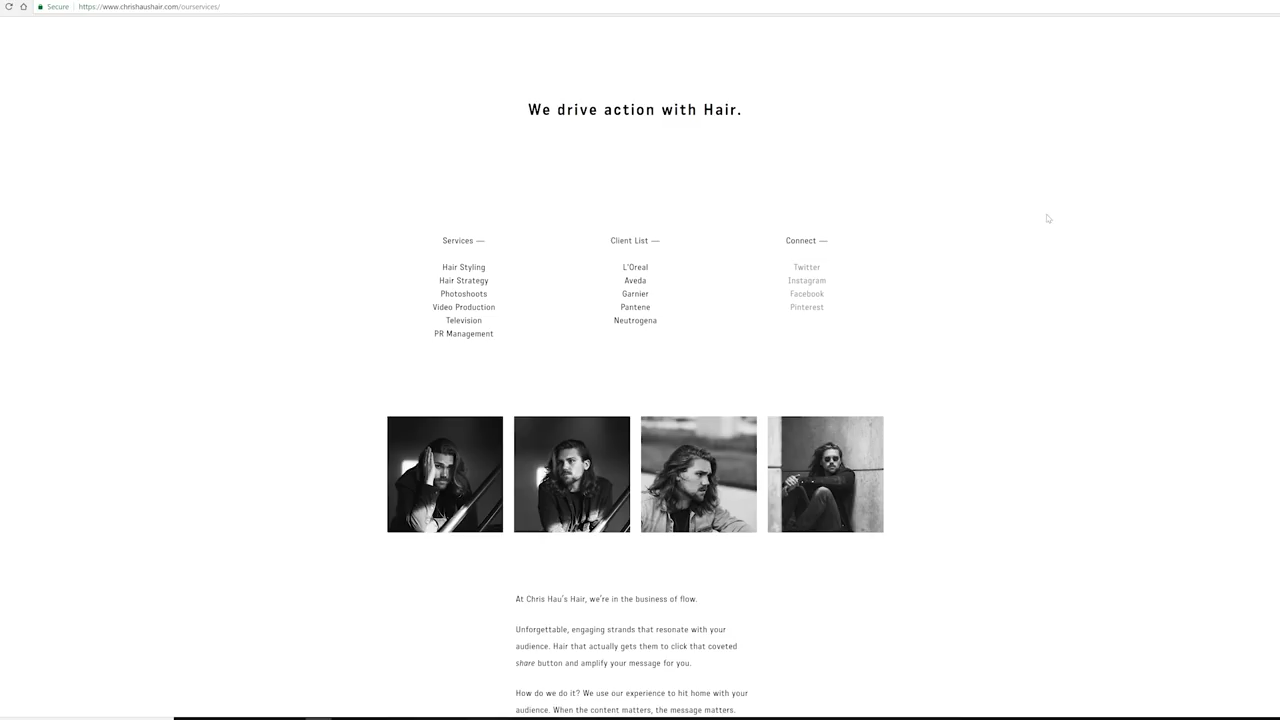 Secure
https://www.chrishaushair.com/ourservices/
We drive action with Hair.
Services —
Hair Styling
Hair Strategy
Photoshoots
Video Production
Television
PR Management
Client List —
L'Oreal
Aveda
Garnier
Pantene
Neutrogena
Connect —
Twitter
Instagram
Facebook
Pinterest
At Chris Hau's Hair, we're in the business of flow.
Unforgettable, engaging strands that resonate with your
audience. Hair that actually gets them to click that coveted
share button and amplify your message for you.
How do we do it? We use our experience to hit home with your
audience. When the content matters, the message matters.